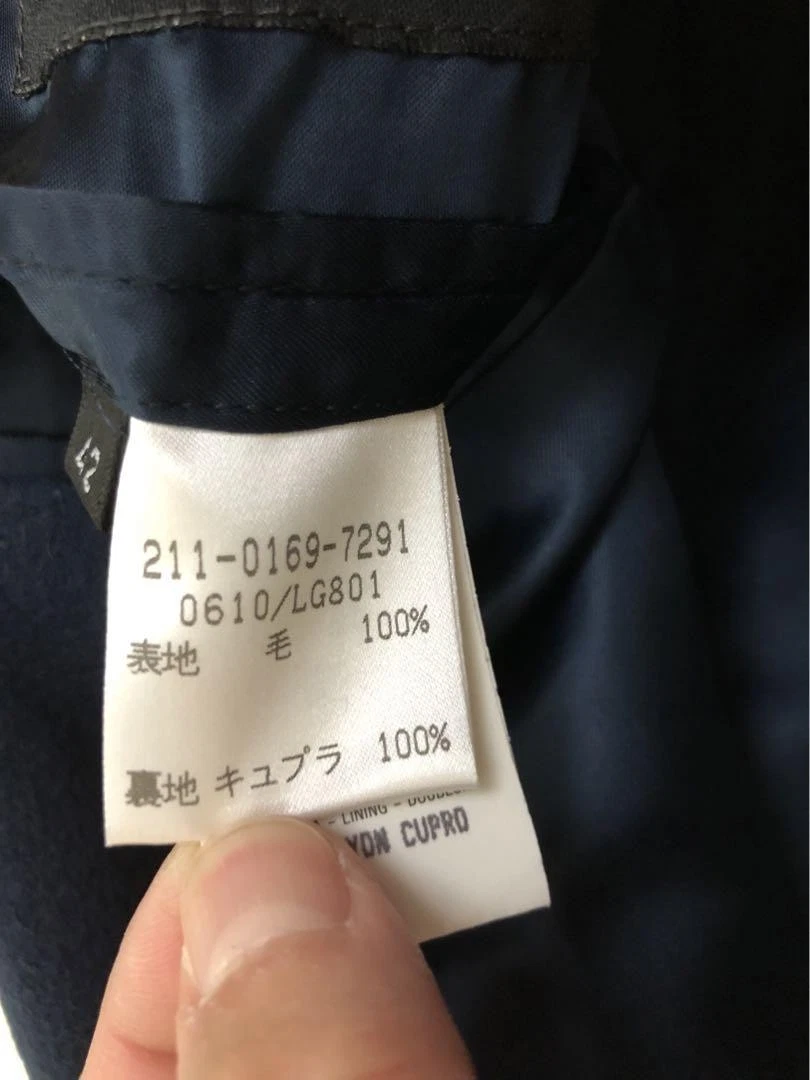 42
211-0169-7291
0610/LG801
表地 毛 100%
裏地 キュプラ 100%
- LINING -
CUPRO